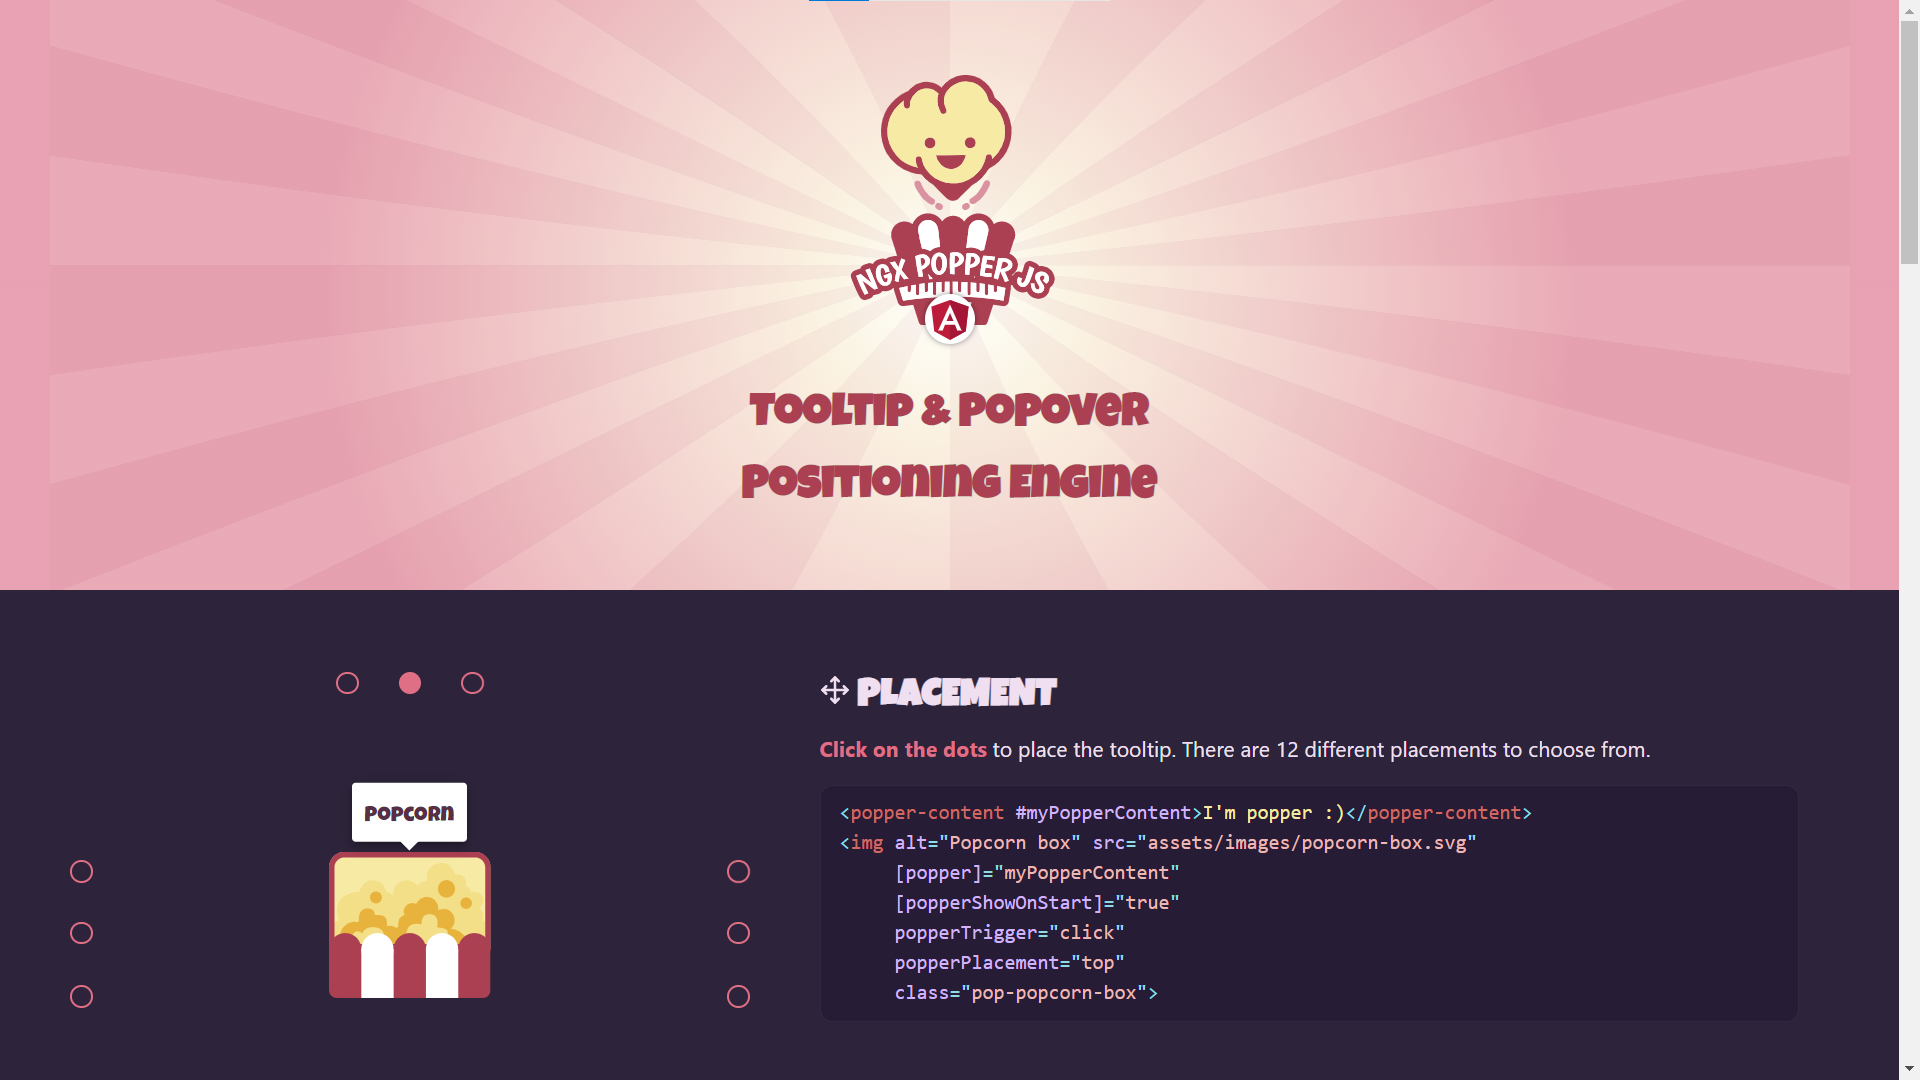 NGX POPPER JS
A
TOOLTIP & POPOVER
POSITIONING ENGINE
PLACEMENT
Click on the dots to place the tooltip. There are 12 different placements to choose from.
POPCORN
<popper-content #myPopperContent>I'm popper :)</popper-content>
<img alt="Popcorn box" src="assets/images/popcorn-box.svg"
[popper]="myPopperContent"
[popperShowOnStart]="true"
popperTrigger="click"
popperPlacement="top"
class="pop-popcorn-box">